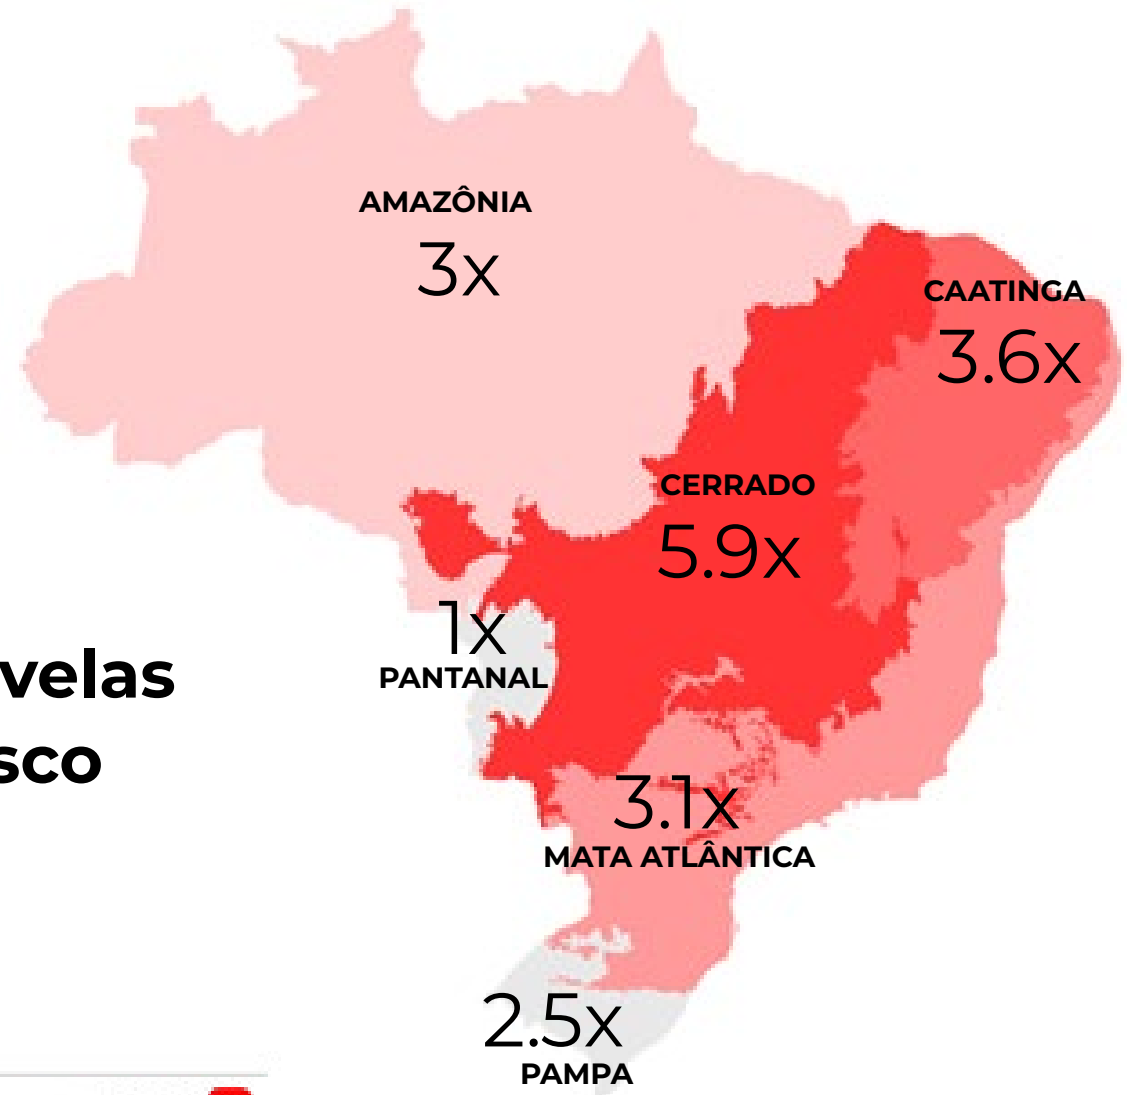 AMAZÔNIA
3x
CAATINGA
3.6x
CERRADO
5.9x
1x
PANTANAL
velas
sco
3.1x
MATA ATLÂNTICA
2.5x
PAMPA